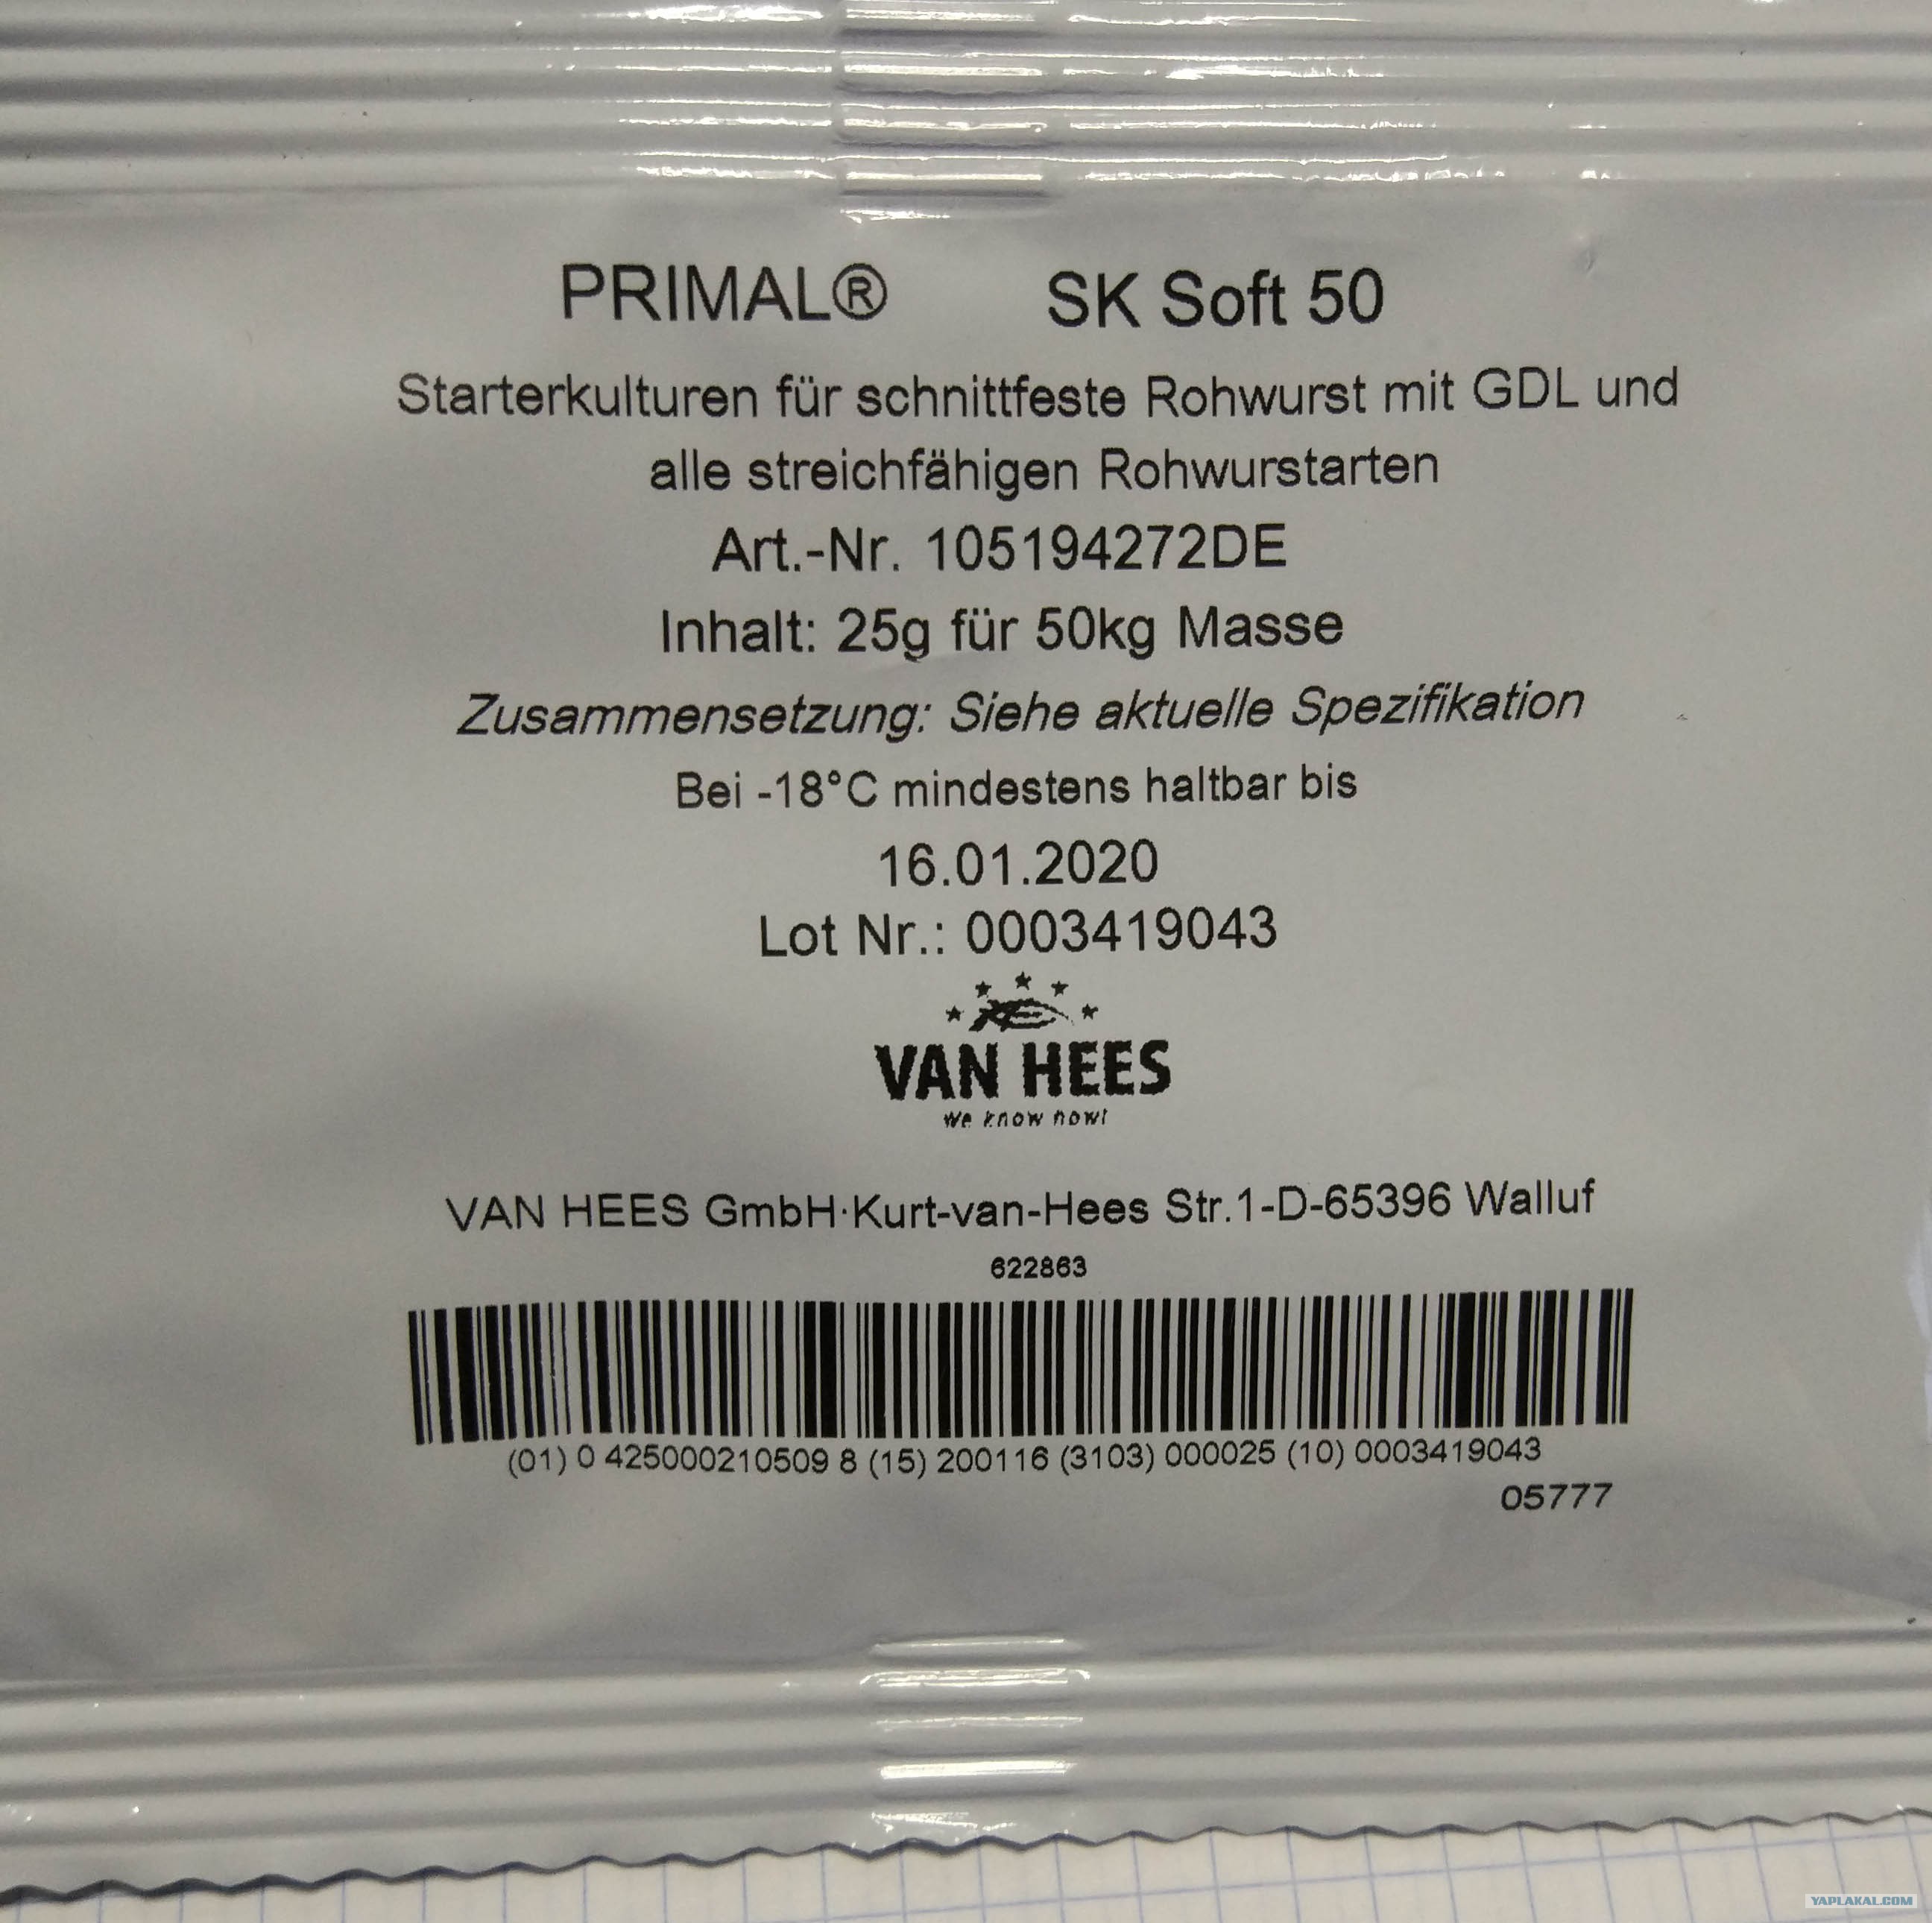 PRIMAL® SK Soft 50
Starterkulturen für schnittfeste Rohwurst mit GDL und
alle streichfähigen Rohwurstarten
Art.-Nr. 105194272DE
Inhalt: 25g für 50kg Masse
Zusammensetzung: Siehe aktuelle Spezifikation
Bei -18°C mindestens haltbar bis
16.01.2020
Lot Nr.: 0003419043
VAN HEES
We know how!
VAN HEES GmbH·Kurt-van-Hees Str.1-D-65396 Walluf
622863
(01) 0 425000210509 8 (15) 200116 (3103) 000025 (10) 0003419043
05777
YAPLAKAL.COM